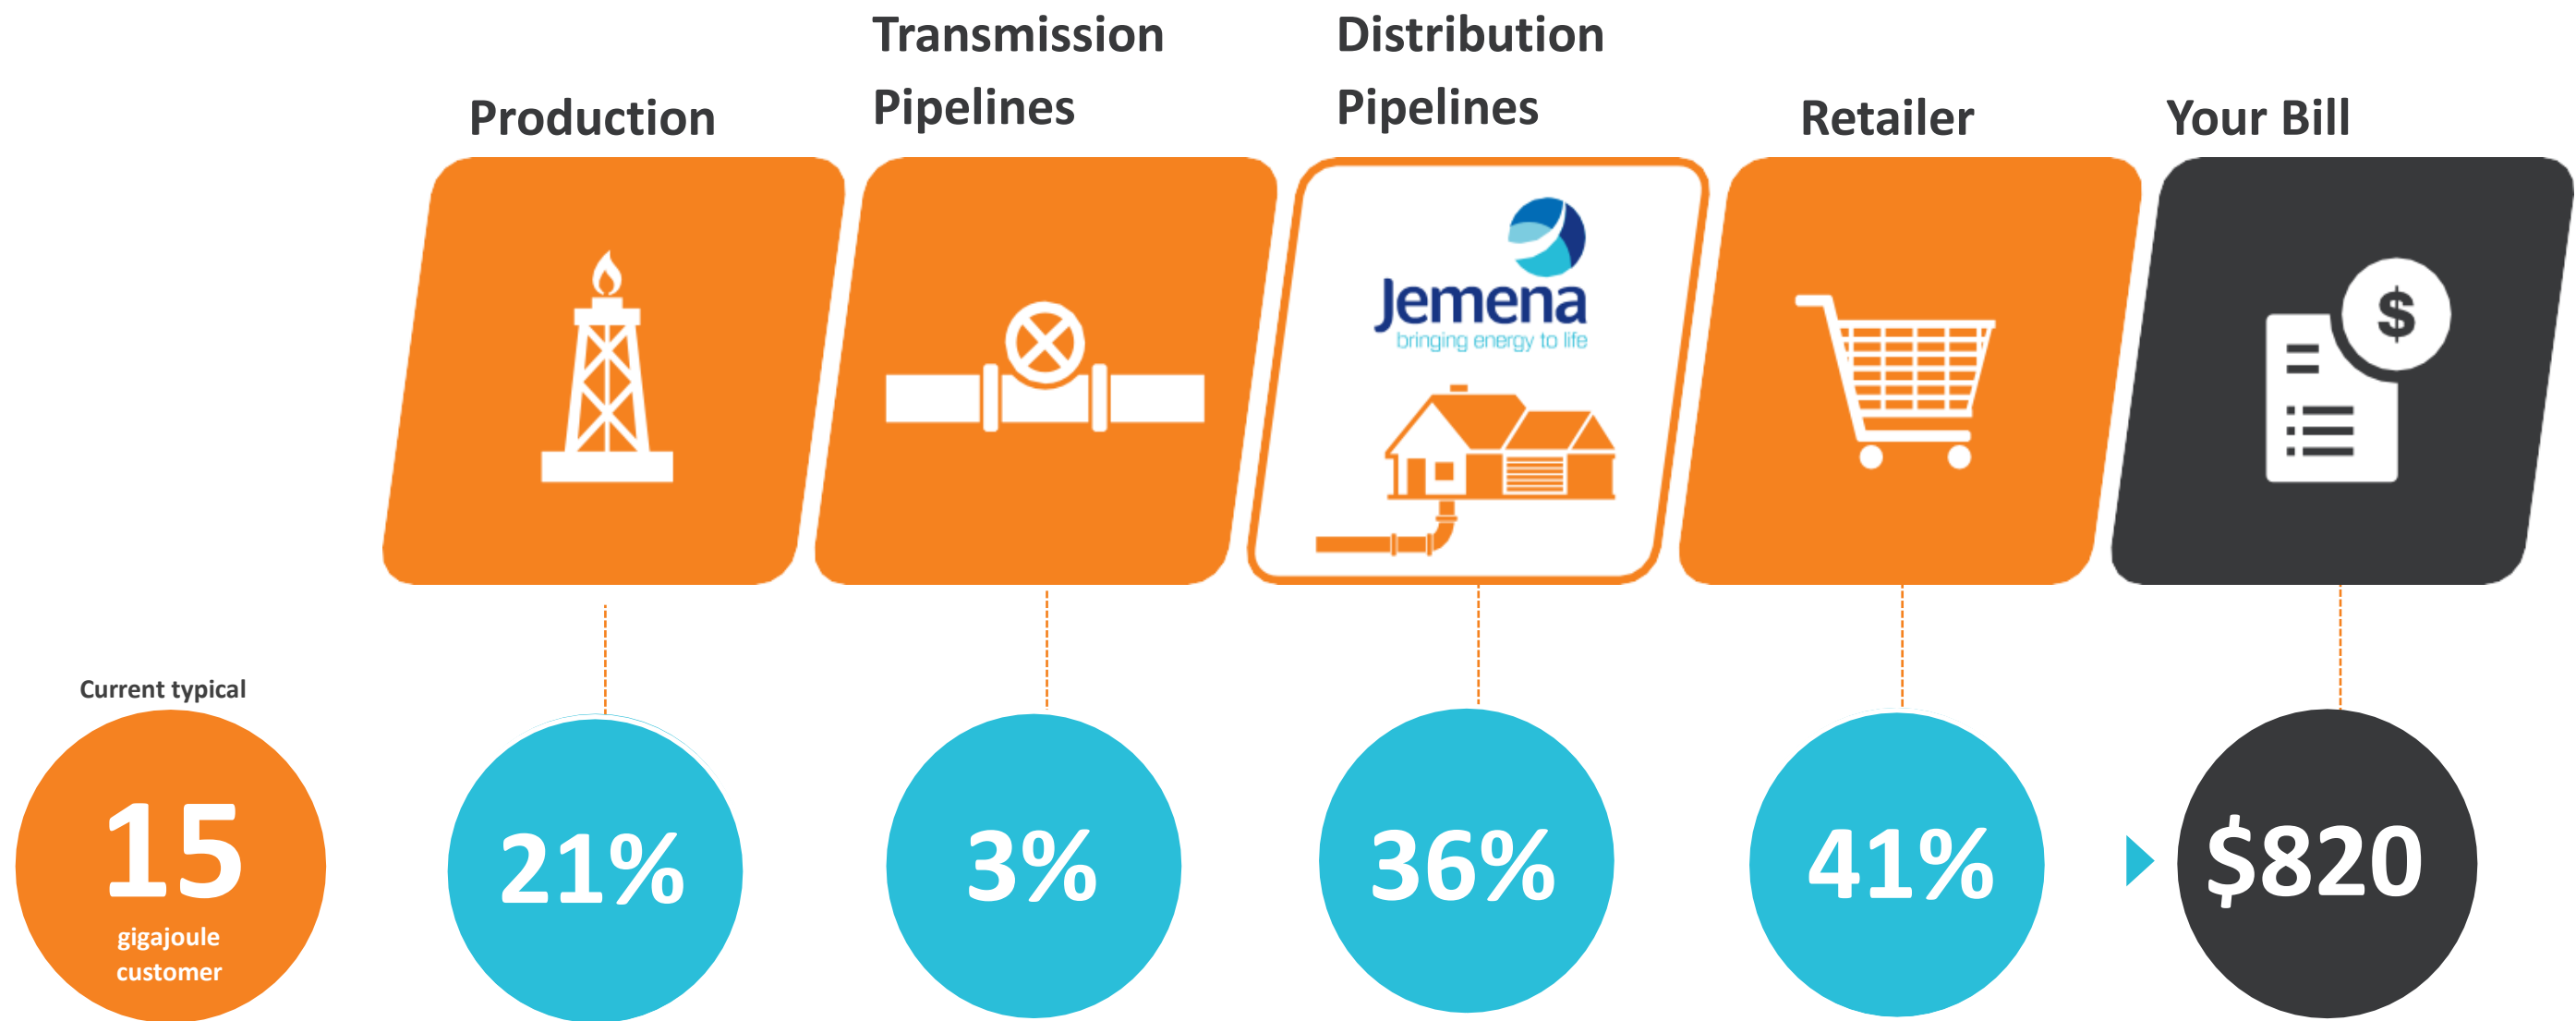 Transmission
Pipelines
Distribution
Pipelines
Production
Retailer
Your Bill
Jemena
bringing energy to life
$
Current typical
15
gigajoule
customer
21%
3%
36%
41%
$820